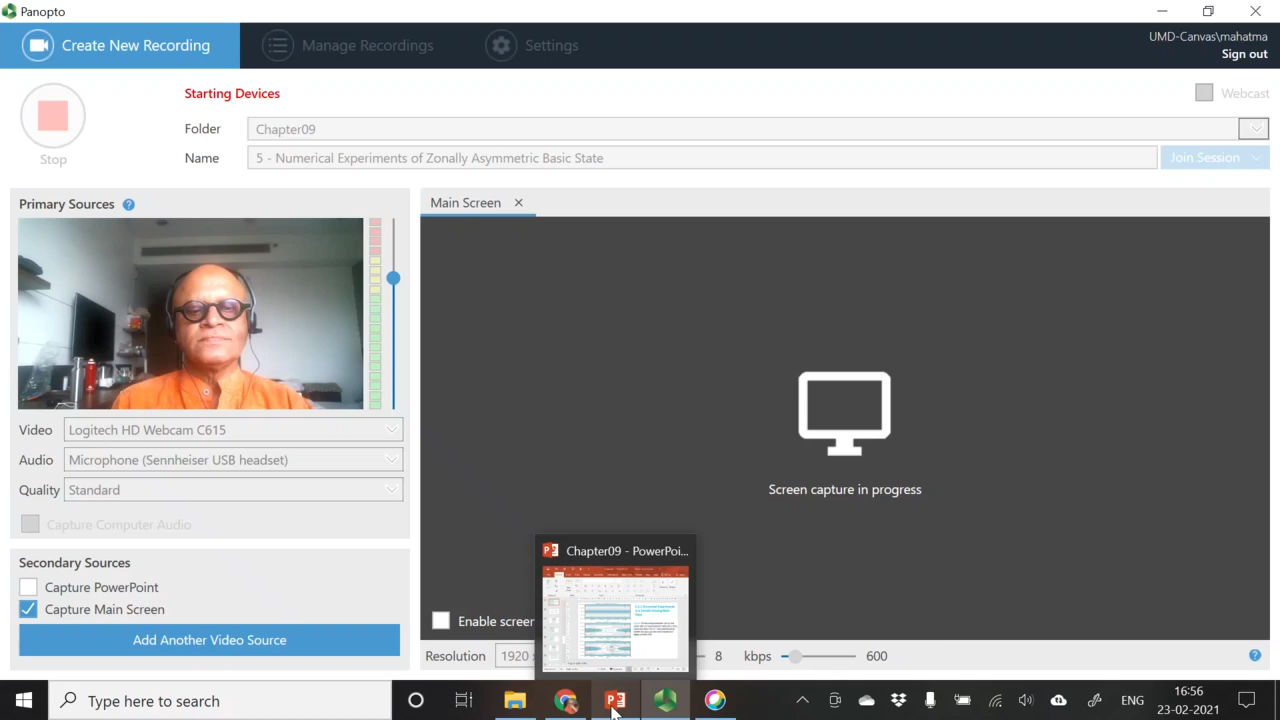 Panopto
Create New Recording
Manage Recordings
Settings
UMD-Canvas\mahatma
Sign out
Starting Devices
Webcast
Folder
Chapter09
Stop
Name
5 - Numerical Experiments of Zonally Asymmetric Basic State
Join Session
Primary Sources
Main Screen
Video
Logitech HD Webcam C615
Audio
Microphone (Sennheiser USB headset)
Quality
Standard
Screen capture in progress
Capture Computer Audio
Secondary Sources
Capture PowerPoint
Capture Main Screen
Add Another Video Source
Chapter09 - PowerPoi...
Enable screen
Resolution
1920
8
kbps
600
Type here to search
ENG
16:56
23-02-2021